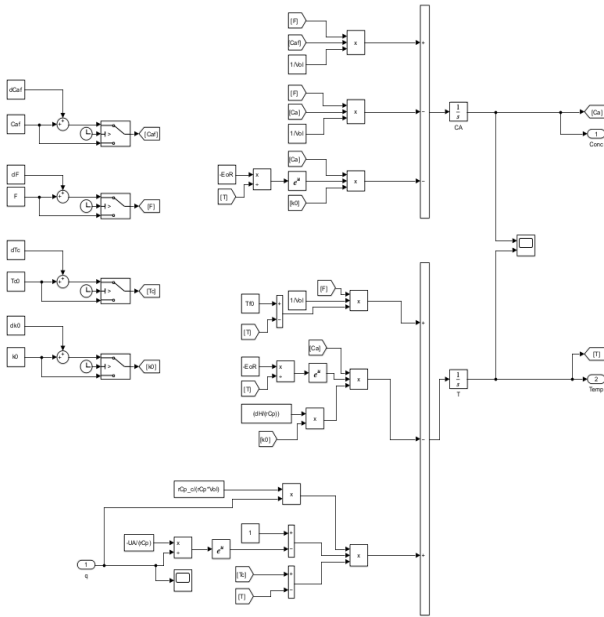 dCaf
Caf
[Caf]
dF
F
[F]
dTc
Tc0
[Tc]
dk0
k0
[k0]
[F]
[Caf]
1/Vol
x
[F]
[Ca]
1/Vol
x
[Ca]
-EoR
[T]
x
÷
e^u
[k0]
x
+
−
−
1
s
CA
[Ca]
1
Conc
[F]
Tf0
1/Vol
[T]
+
−
x
[Ca]
-EoR
[T]
x
÷
e^u
x
(dH/(rCp))
[k0]
x
+
−
+
1
s
T
[T]
2
Temp
rCp_c/(rCp*Vol)
x
-UA/(rCp)
x
÷
e^u
1
+
−
x
[Tc]
[T]
+
−
1
q